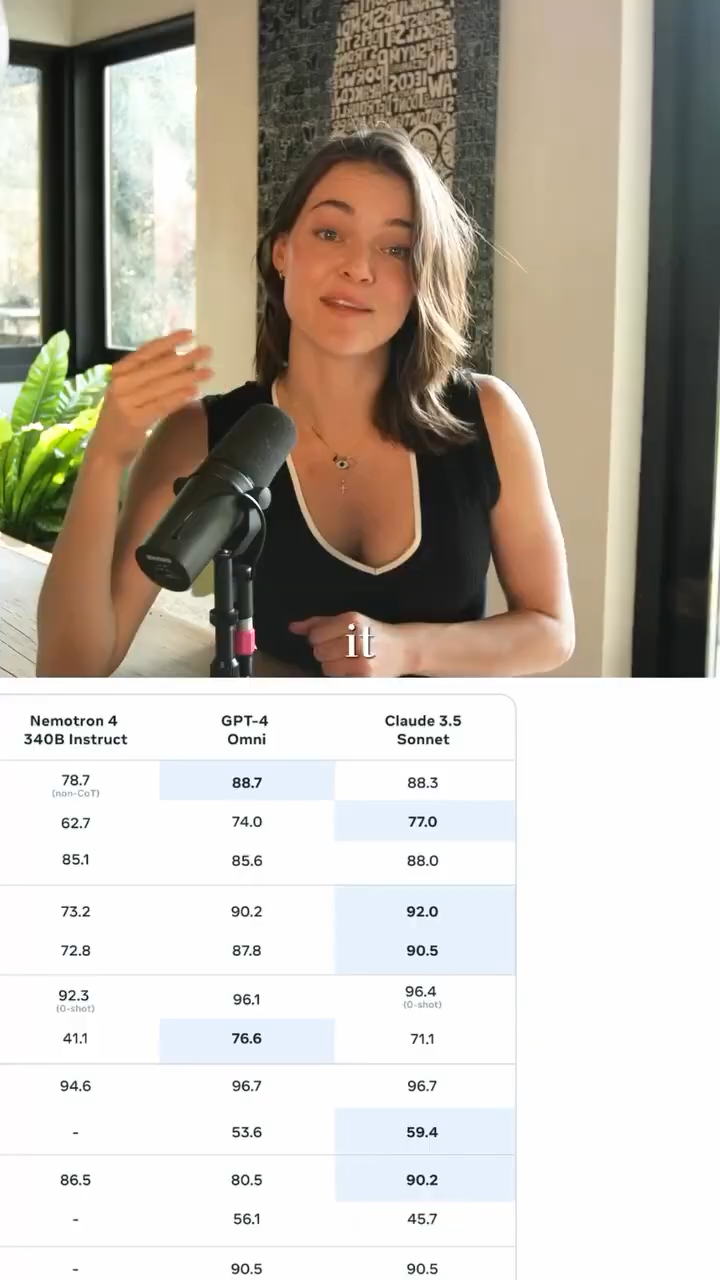 it
Nemotron 4 GPT-4 Claude 3.5
340B Instruct Omni Sonnet
78.7 88.7 88.3
(non-CoT)
62.7 74.0 77.0
85.1 85.6 88.0
73.2 90.2 92.0
72.8 87.8 90.5
92.3 96.1 96.4
(0-shot) (0-shot)
41.1 76.6 71.1
94.6 96.7 96.7
- 53.6 59.4
86.5 80.5 90.2
- 56.1 45.7
- 90.5 90.5